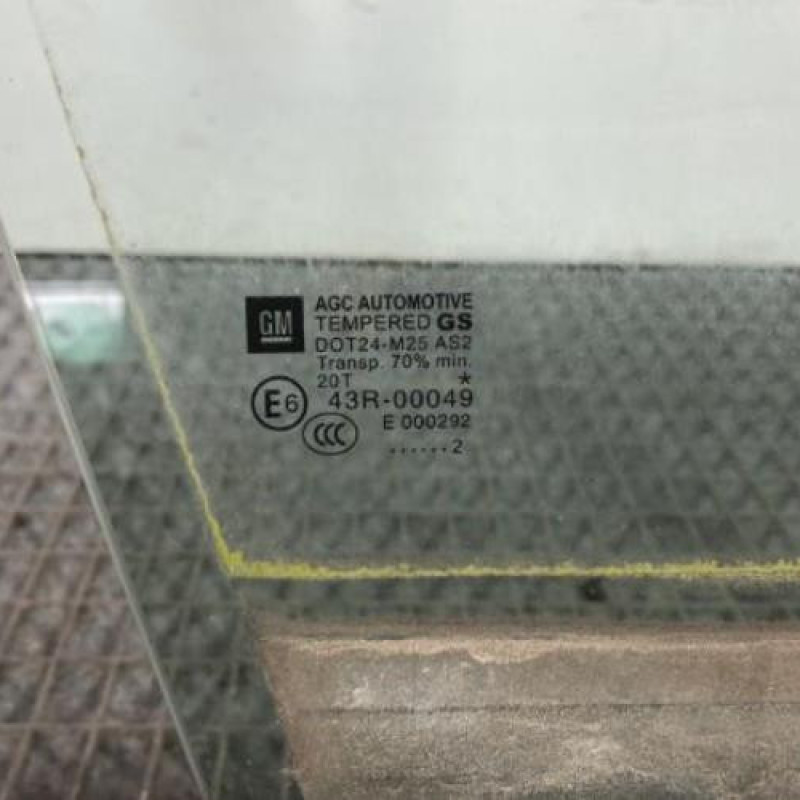 GM
AGC AUTOMOTIVE
TEMPERED GS
DOT24-M25 AS2
Transp. 70% min.
20T *
E6 43R-00049
CCC E 000292
......2